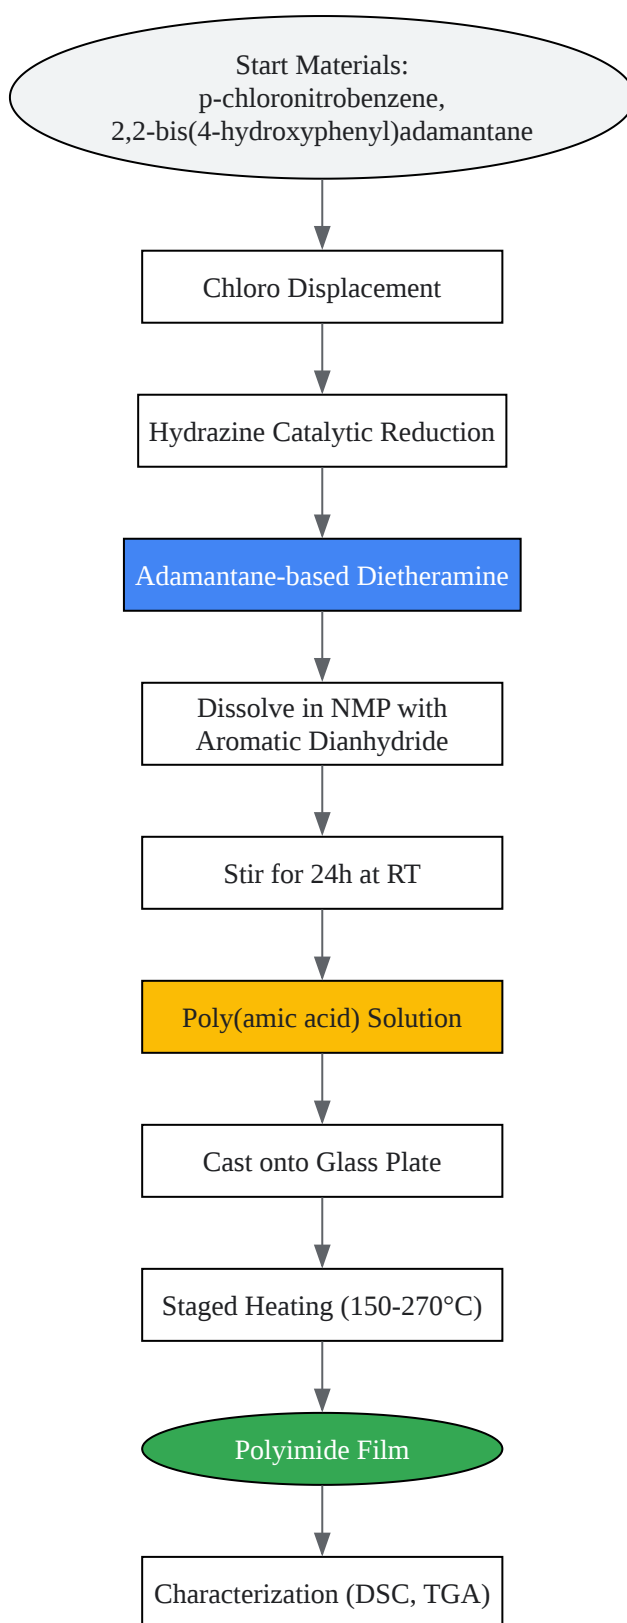 Start Materials:
p-chloronitrobenzene,
2,2-bis(4-hydroxyphenyl)adamantane
Chloro Displacement
Hydrazine Catalytic Reduction
Adamantane-based Dietheramine
Dissolve in NMP with
Aromatic Dianhydride
Stir for 24h at RT
Poly(amic acid) Solution
Cast onto Glass Plate
Staged Heating (150-270°C)
Polyimide Film
Characterization (DSC, TGA)